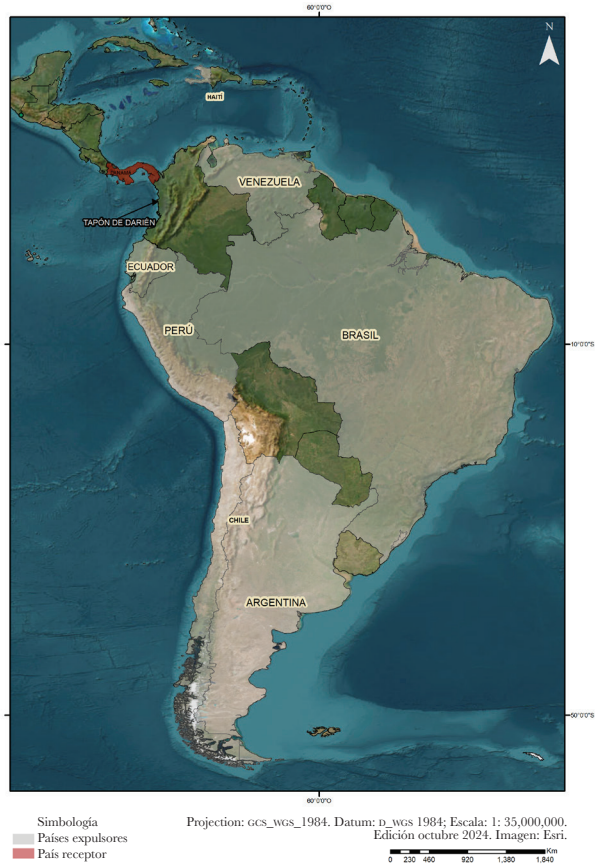 60°0'0"O
N
HAITÍ
PANAMÁ
VENEZUELA
TAPÓN DE DARIÉN
ECUADOR
PERÚ
BRASIL
10°0'0"S
CHILE
ARGENTINA
50°0'0"S
60°0'0"O
Simbología
Países expulsores
País receptor
Projection: GCS_WGS_1984. Datum: D_WGS 1984; Escala: 1: 35,000,000.
Edición octubre 2024. Imagen: Esri.
Km
0 230 460 920 1,380 1,840